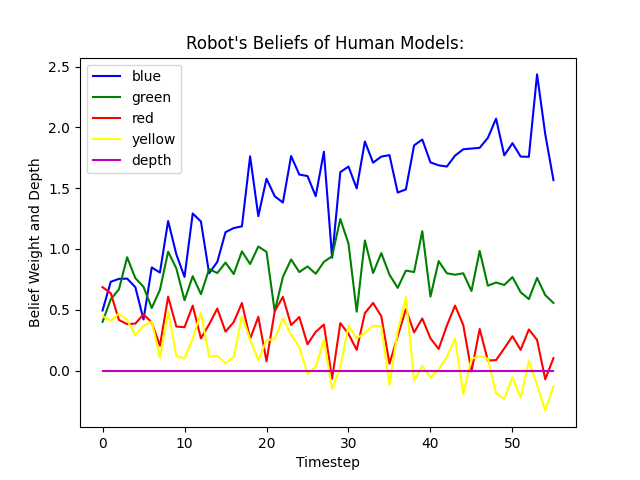 Robot's Beliefs of Human Models:
blue
green
red
yellow
depth
Belief Weight and Depth
2.5
2.0
1.5
1.0
0.5
0.0
0
10
20
30
40
50
Timestep